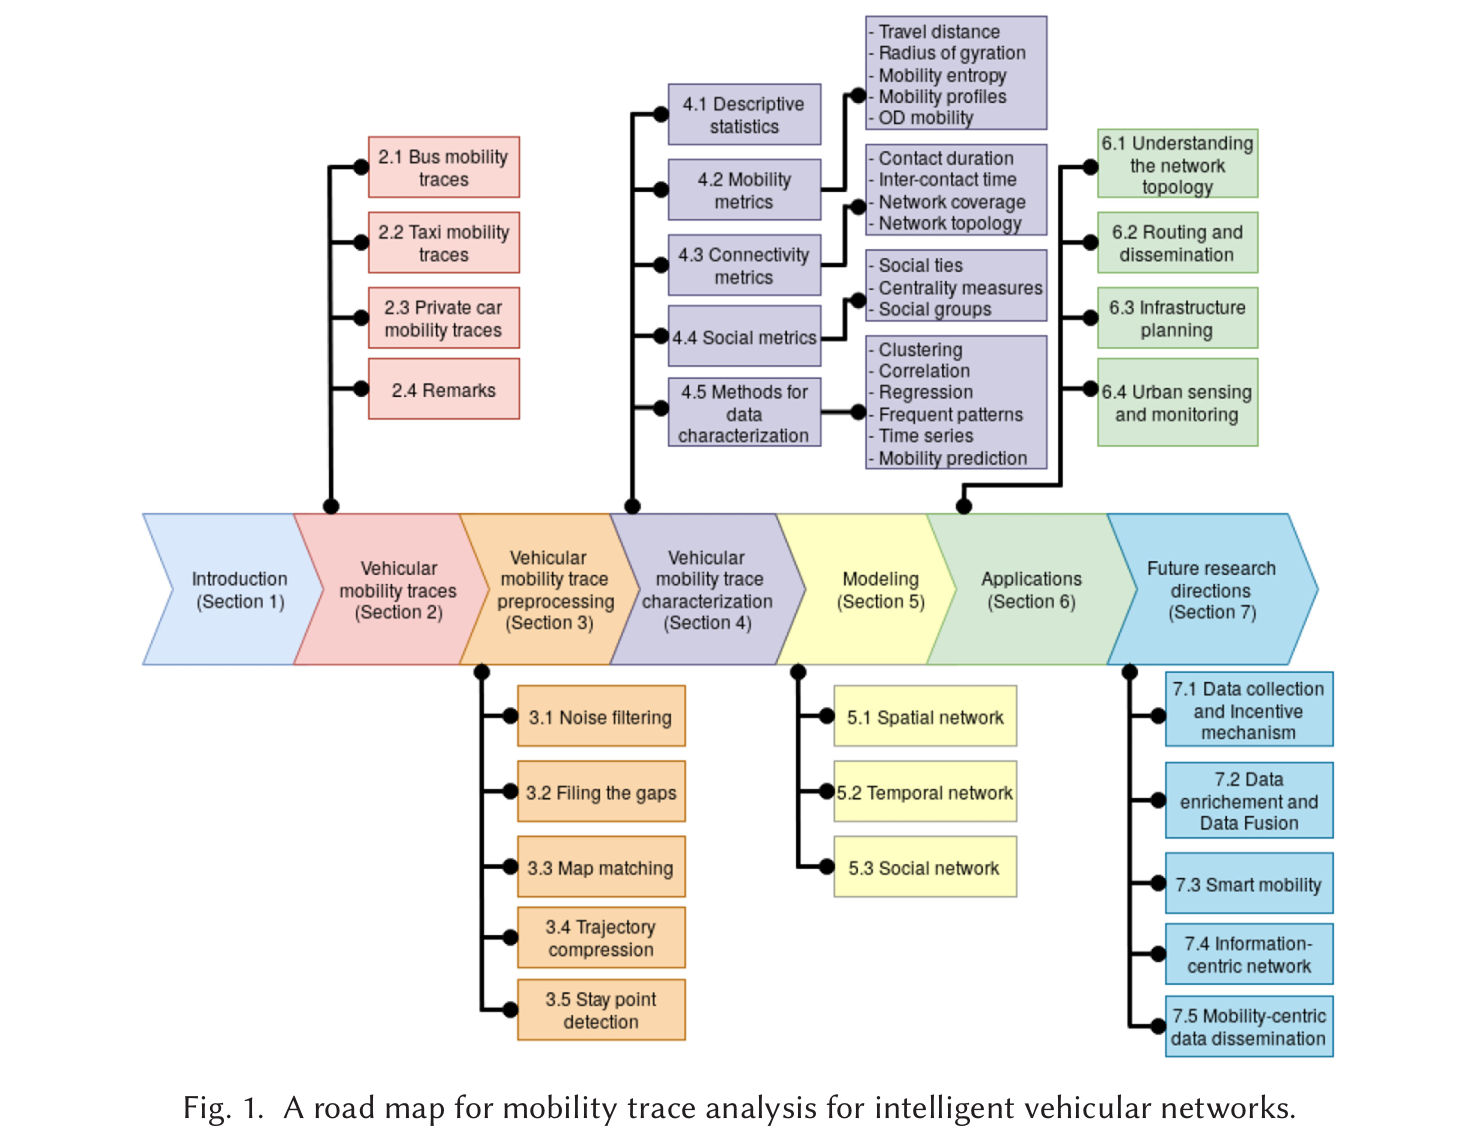 - Travel distance
- Radius of gyration
- Mobility entropy
- Mobility profiles
- OD mobility
4.1 Descriptive
statistics
2.1 Bus mobility
traces
4.2 Mobility
metrics
- Contact duration
- Inter-contact time
- Network coverage
- Network topology
6.1 Understanding
the network
topology
2.2 Taxi mobility
traces
4.3 Connectivity
metrics
- Social ties
- Centrality measures
- Social groups
6.2 Routing and
dissemination
2.3 Private car
mobility traces
4.4 Social metrics
6.3 Infrastructure
planning
2.4 Remarks
4.5 Methods for
data
characterization
- Clustering
- Correlation
- Regression
- Frequent patterns
- Time series
- Mobility prediction
6.4 Urban sensing
and monitoring
Introduction
(Section 1)
Vehicular
mobility traces
(Section 2)
Vehicular
mobility trace
preprocessing
(Section 3)
Vehicular
mobility trace
characterization
(Section 4)
Modeling
(Section 5)
Applications
(Section 6)
Future research
directions
(Section 7)
3.1 Noise filtering
3.2 Filing the gaps
3.3 Map matching
3.4 Trajectory
compression
3.5 Stay point
detection
5.1 Spatial network
5.2 Temporal network
5.3 Social network
7.1 Data collection
and Incentive
mechanism
7.2 Data
enrichement and
Data Fusion
7.3 Smart mobility
7.4 Information-
centric network
7.5 Mobility-centric
data dissemination
Fig. 1. A road map for mobility trace analysis for intelligent vehicular networks.